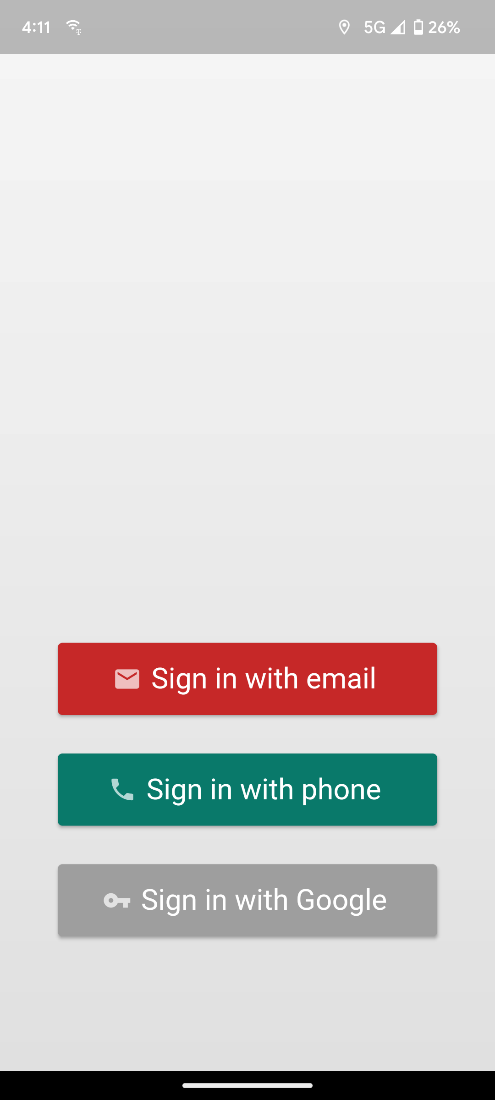 4:11
5G 26%
Sign in with email
Sign in with phone
Sign in with Google